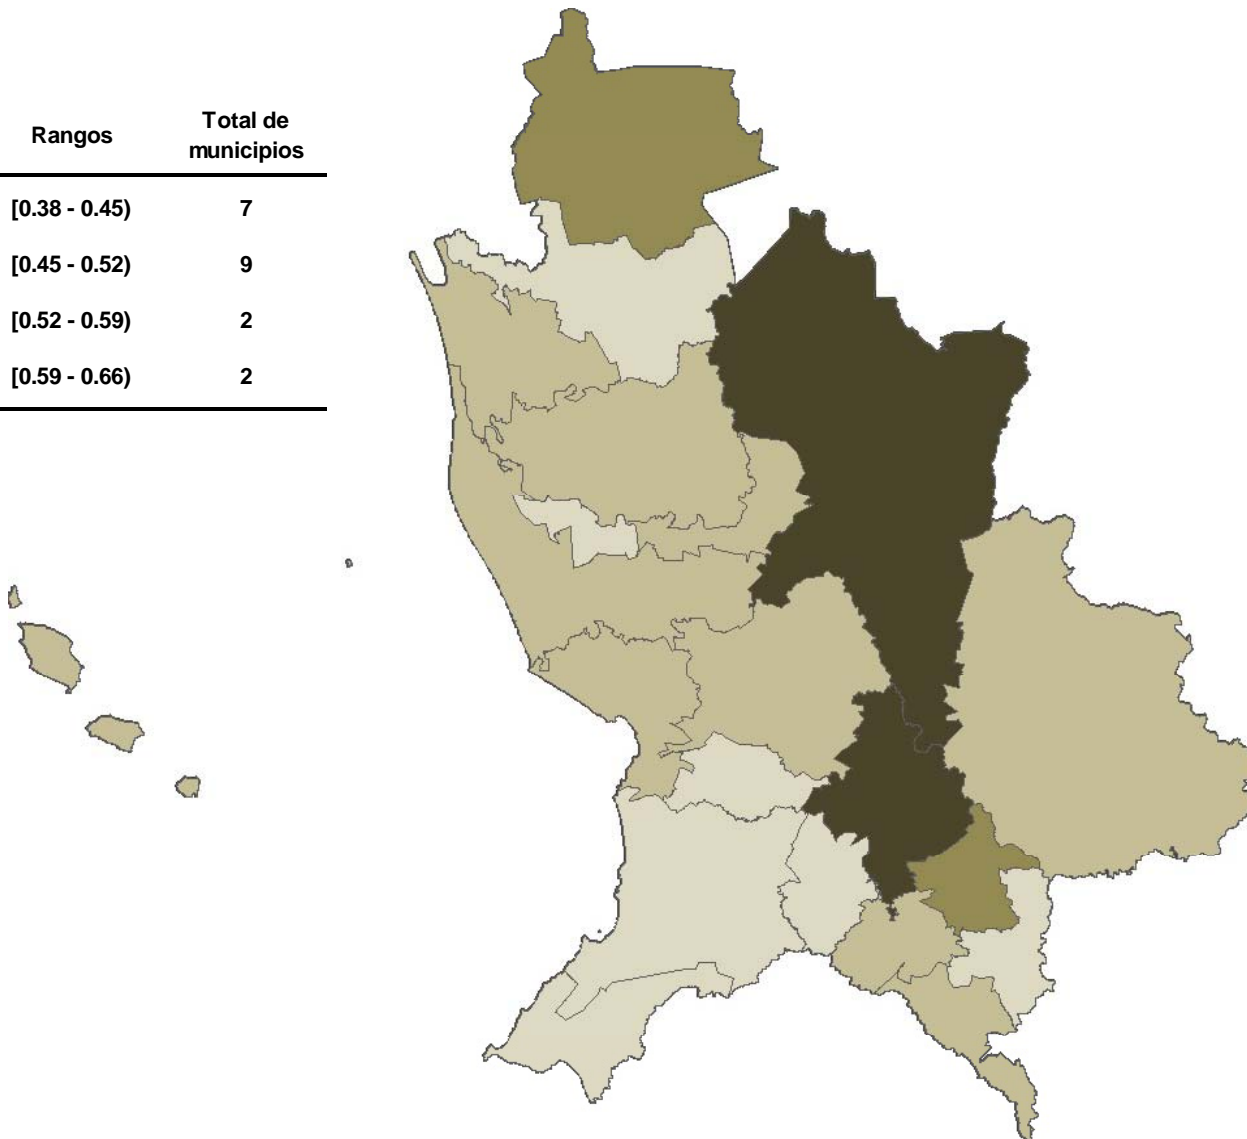 Rangos
Total de
municipios
[0.38 - 0.45) 7
[0.45 - 0.52) 9
[0.52 - 0.59) 2
[0.59 - 0.66) 2